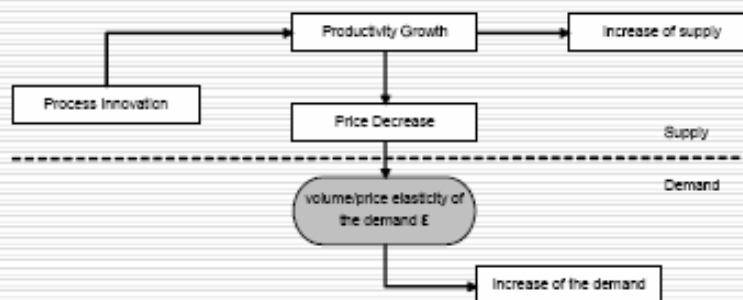 Productivity Growth
Increase of supply
Process Innovation
Price Decrease
Supply
Demand
volume/price elasticity of
the demand £
Increase of the demand